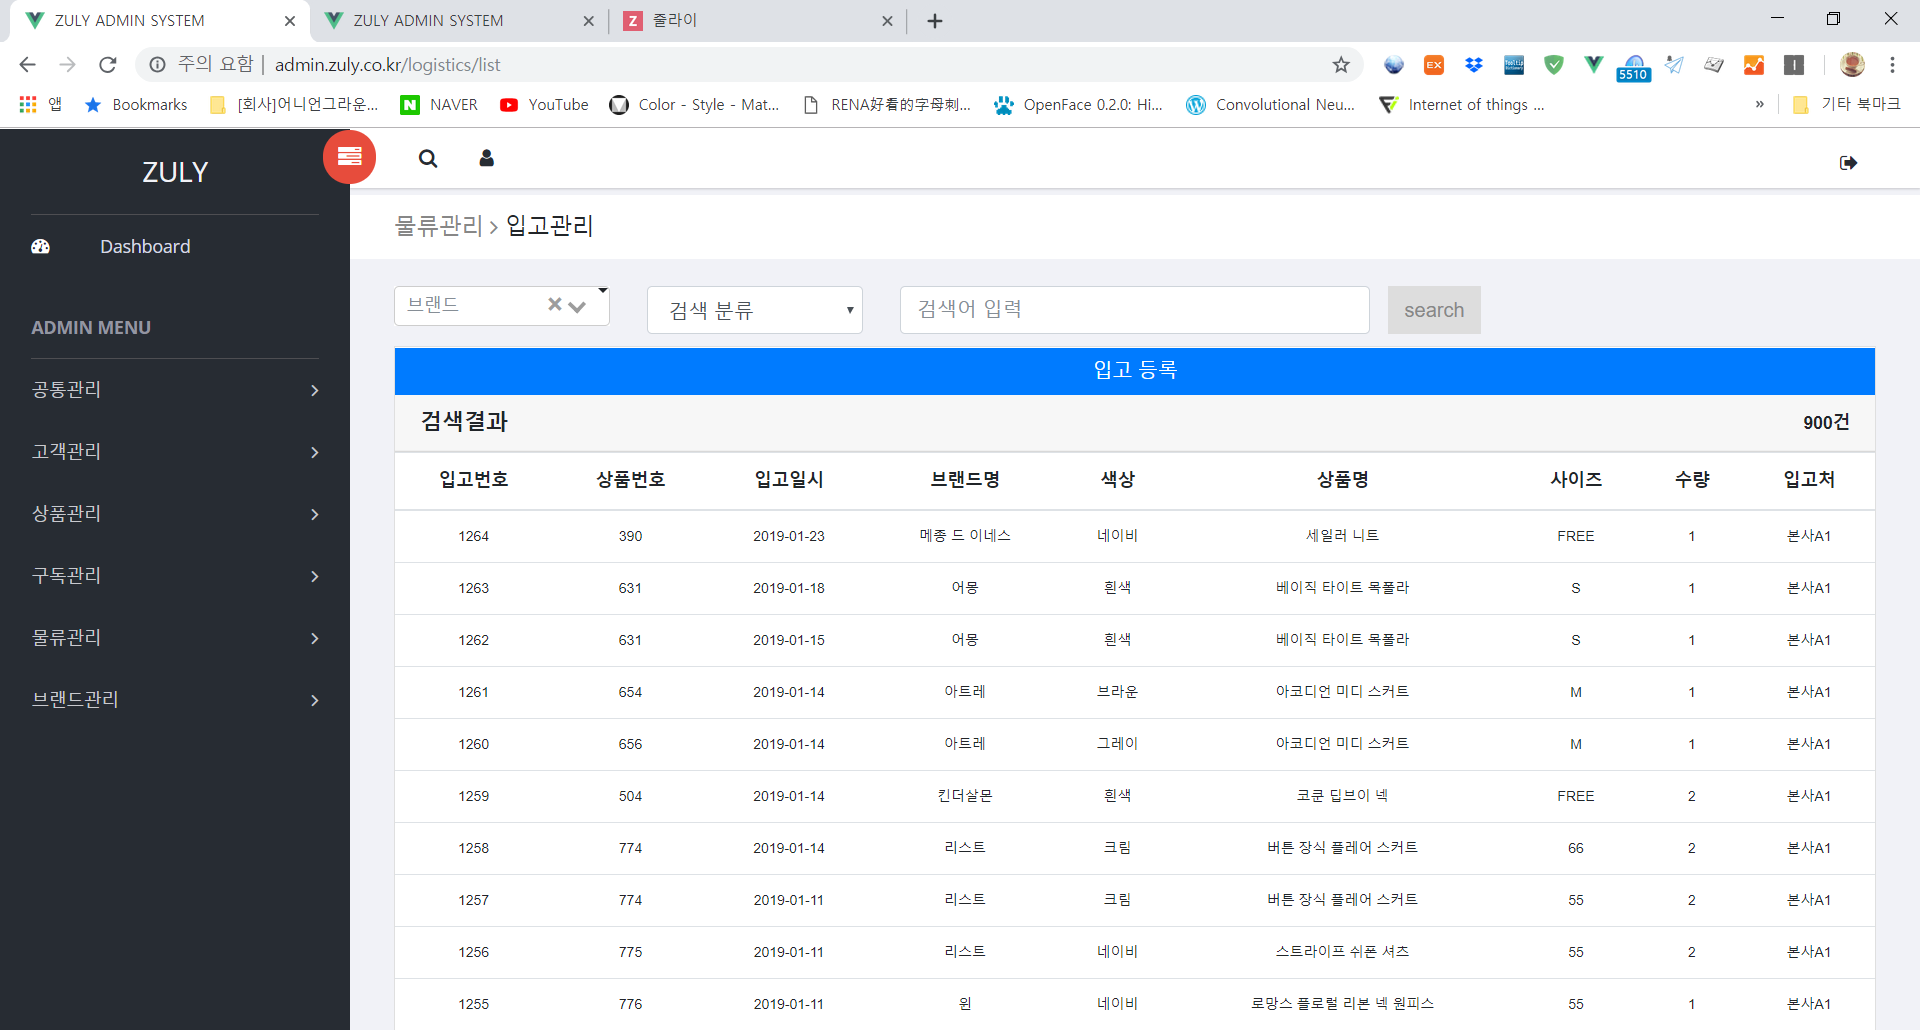 ZULY ADMIN SYSTEM
ZULY ADMIN SYSTEM
Z 줄라이
주의 요함 | admin.zuly.co.kr/logistics/list
EX
5510
앱 Bookmarks [회사]어니언그라운... NAVER YouTube Color - Style - Mat... RENA好看的字母刺... OpenFace 0.2.0: Hi... Convolutional Neu... Internet of things ... » 기타 북마크
ZULY
Dashboard
ADMIN MENU
공통관리
고객관리
상품관리
구독관리
물류관리
브랜드관리
물류관리 > 입고관리
브랜드 검색 분류 검색어 입력 search
입고 등록
검색결과 900건
입고번호 상품번호 입고일시 브랜드명 색상 상품명 사이즈 수량 입고처
1264 390 2019-01-23 메종 드 이네스 네이비 세일러 니트 FREE 1 본사A1
1263 631 2019-01-18 어몽 흰색 베이직 타이트 목폴라 S 1 본사A1
1262 631 2019-01-15 어몽 흰색 베이직 타이트 목폴라 S 1 본사A1
1261 654 2019-01-14 아트레 브라운 아코디언 미디 스커트 M 1 본사A1
1260 656 2019-01-14 아트레 그레이 아코디언 미디 스커트 M 1 본사A1
1259 504 2019-01-14 킨더살몬 흰색 코쿤 딥브이 넥 FREE 2 본사A1
1258 774 2019-01-14 리스트 크림 버튼 장식 플레어 스커트 66 2 본사A1
1257 774 2019-01-11 리스트 크림 버튼 장식 플레어 스커트 55 2 본사A1
1256 775 2019-01-11 리스트 네이비 스트라이프 쉬폰 셔츠 55 2 본사A1
1255 776 2019-01-11 윈 네이비 로망스 플로럴 리본 넥 원피스 55 1 본사A1